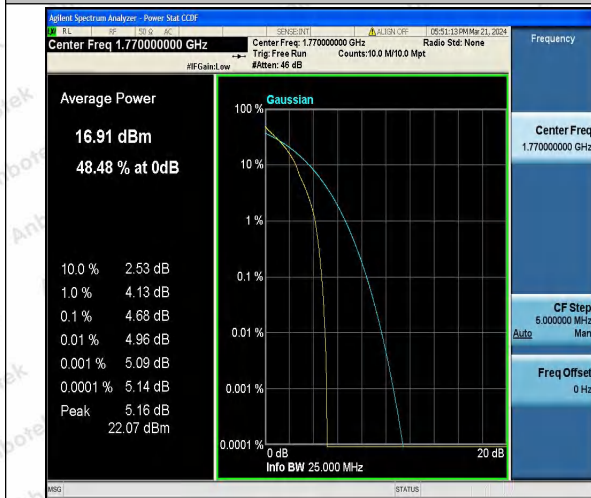 Agilent Spectrum Analyzer - Power Stat CCDF
LXI RL RF 50 Ω AC SENSE:INT ALIGN OFF 05:51:13 PM Mar 21, 2024
Center Freq 1.770000000 GHz
Center Freq: 1.770000000 GHz Radio Std: None
Trig: Free Run Counts:10.0 M/10.0 Mpt
#IFGain:Low #Atten: 46 dB
Frequency
Center Freq
1.770000000 GHz
CF Step
5.000000 MHz
Auto Man
Freq Offset
0 Hz
Average Power
16.91 dBm
48.48 % at 0dB
10.0 % 2.53 dB
1.0 % 4.13 dB
0.1 % 4.68 dB
0.01 % 4.96 dB
0.001 % 5.09 dB
0.0001 % 5.14 dB
Peak 5.16 dB
22.07 dBm
Gaussian
100 %
10 %
1 %
0.1 %
0.01 %
0.001 %
0.0001 %
0 dB 20 dB
Info BW 25.000 MHz
MSG STATUS